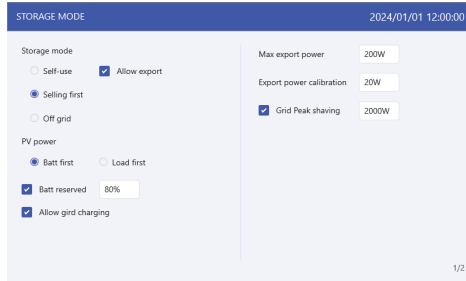 STORAGE MODE
2024/01/01 12:00:00
Storage mode
Self-use
Allow export
Selling first
Off grid
PV power
Batt first
Load first
Batt reserved
80%
Allow gird charging
Max export power
200W
Export power calibration
20W
Grid Peak shaving
2000W
1/2